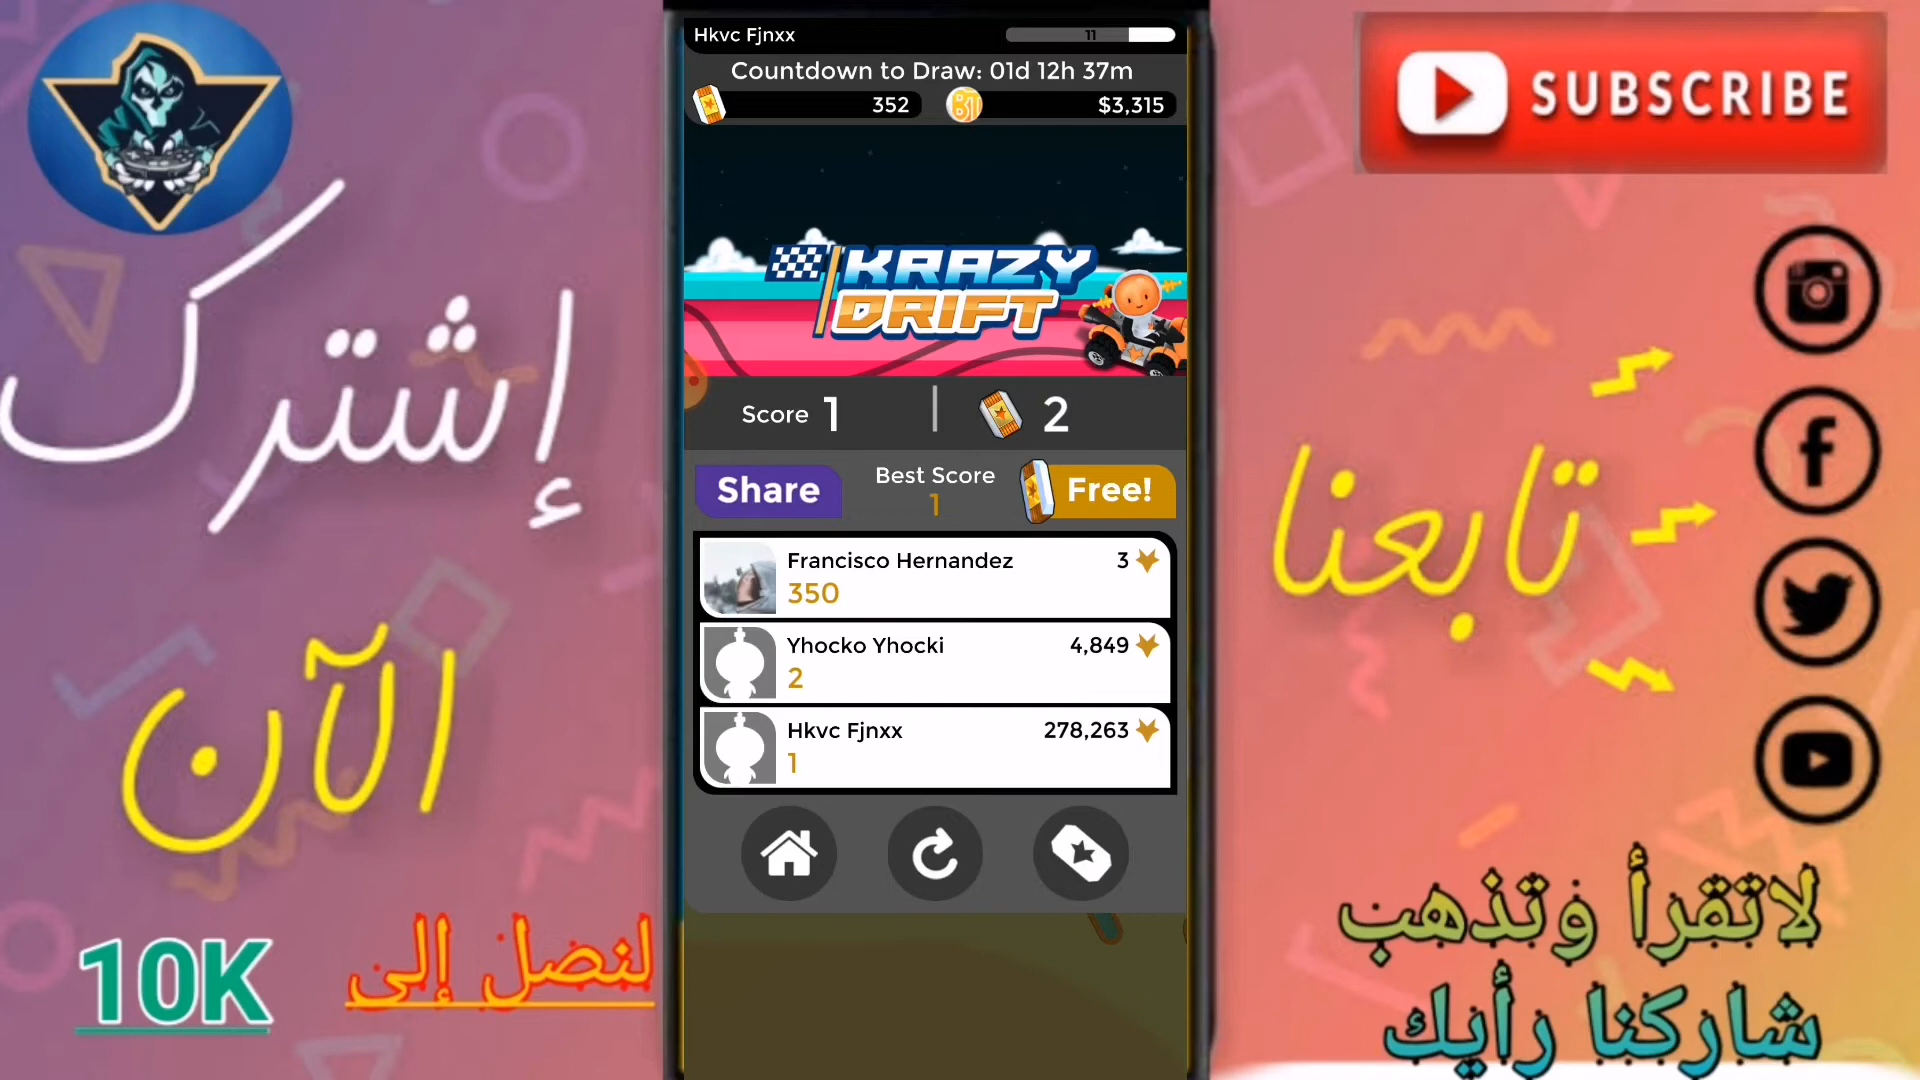 Hkvc Fjnxx
11
Countdown to Draw: 01d 12h 37m
352
$3,315
KRAZY
DRIFT
Score 1
2
Share
Best Score
1
Free!
Francisco Hernandez
3
350
Yhocko Yhocki
4,849
2
Hkvc Fjnxx
278,263
1
إشترك
الآن
لنضل إلى
10K
SUBSCRIBE
تابعنا
لاتقرأ وتذهب
شاركنا رأيك